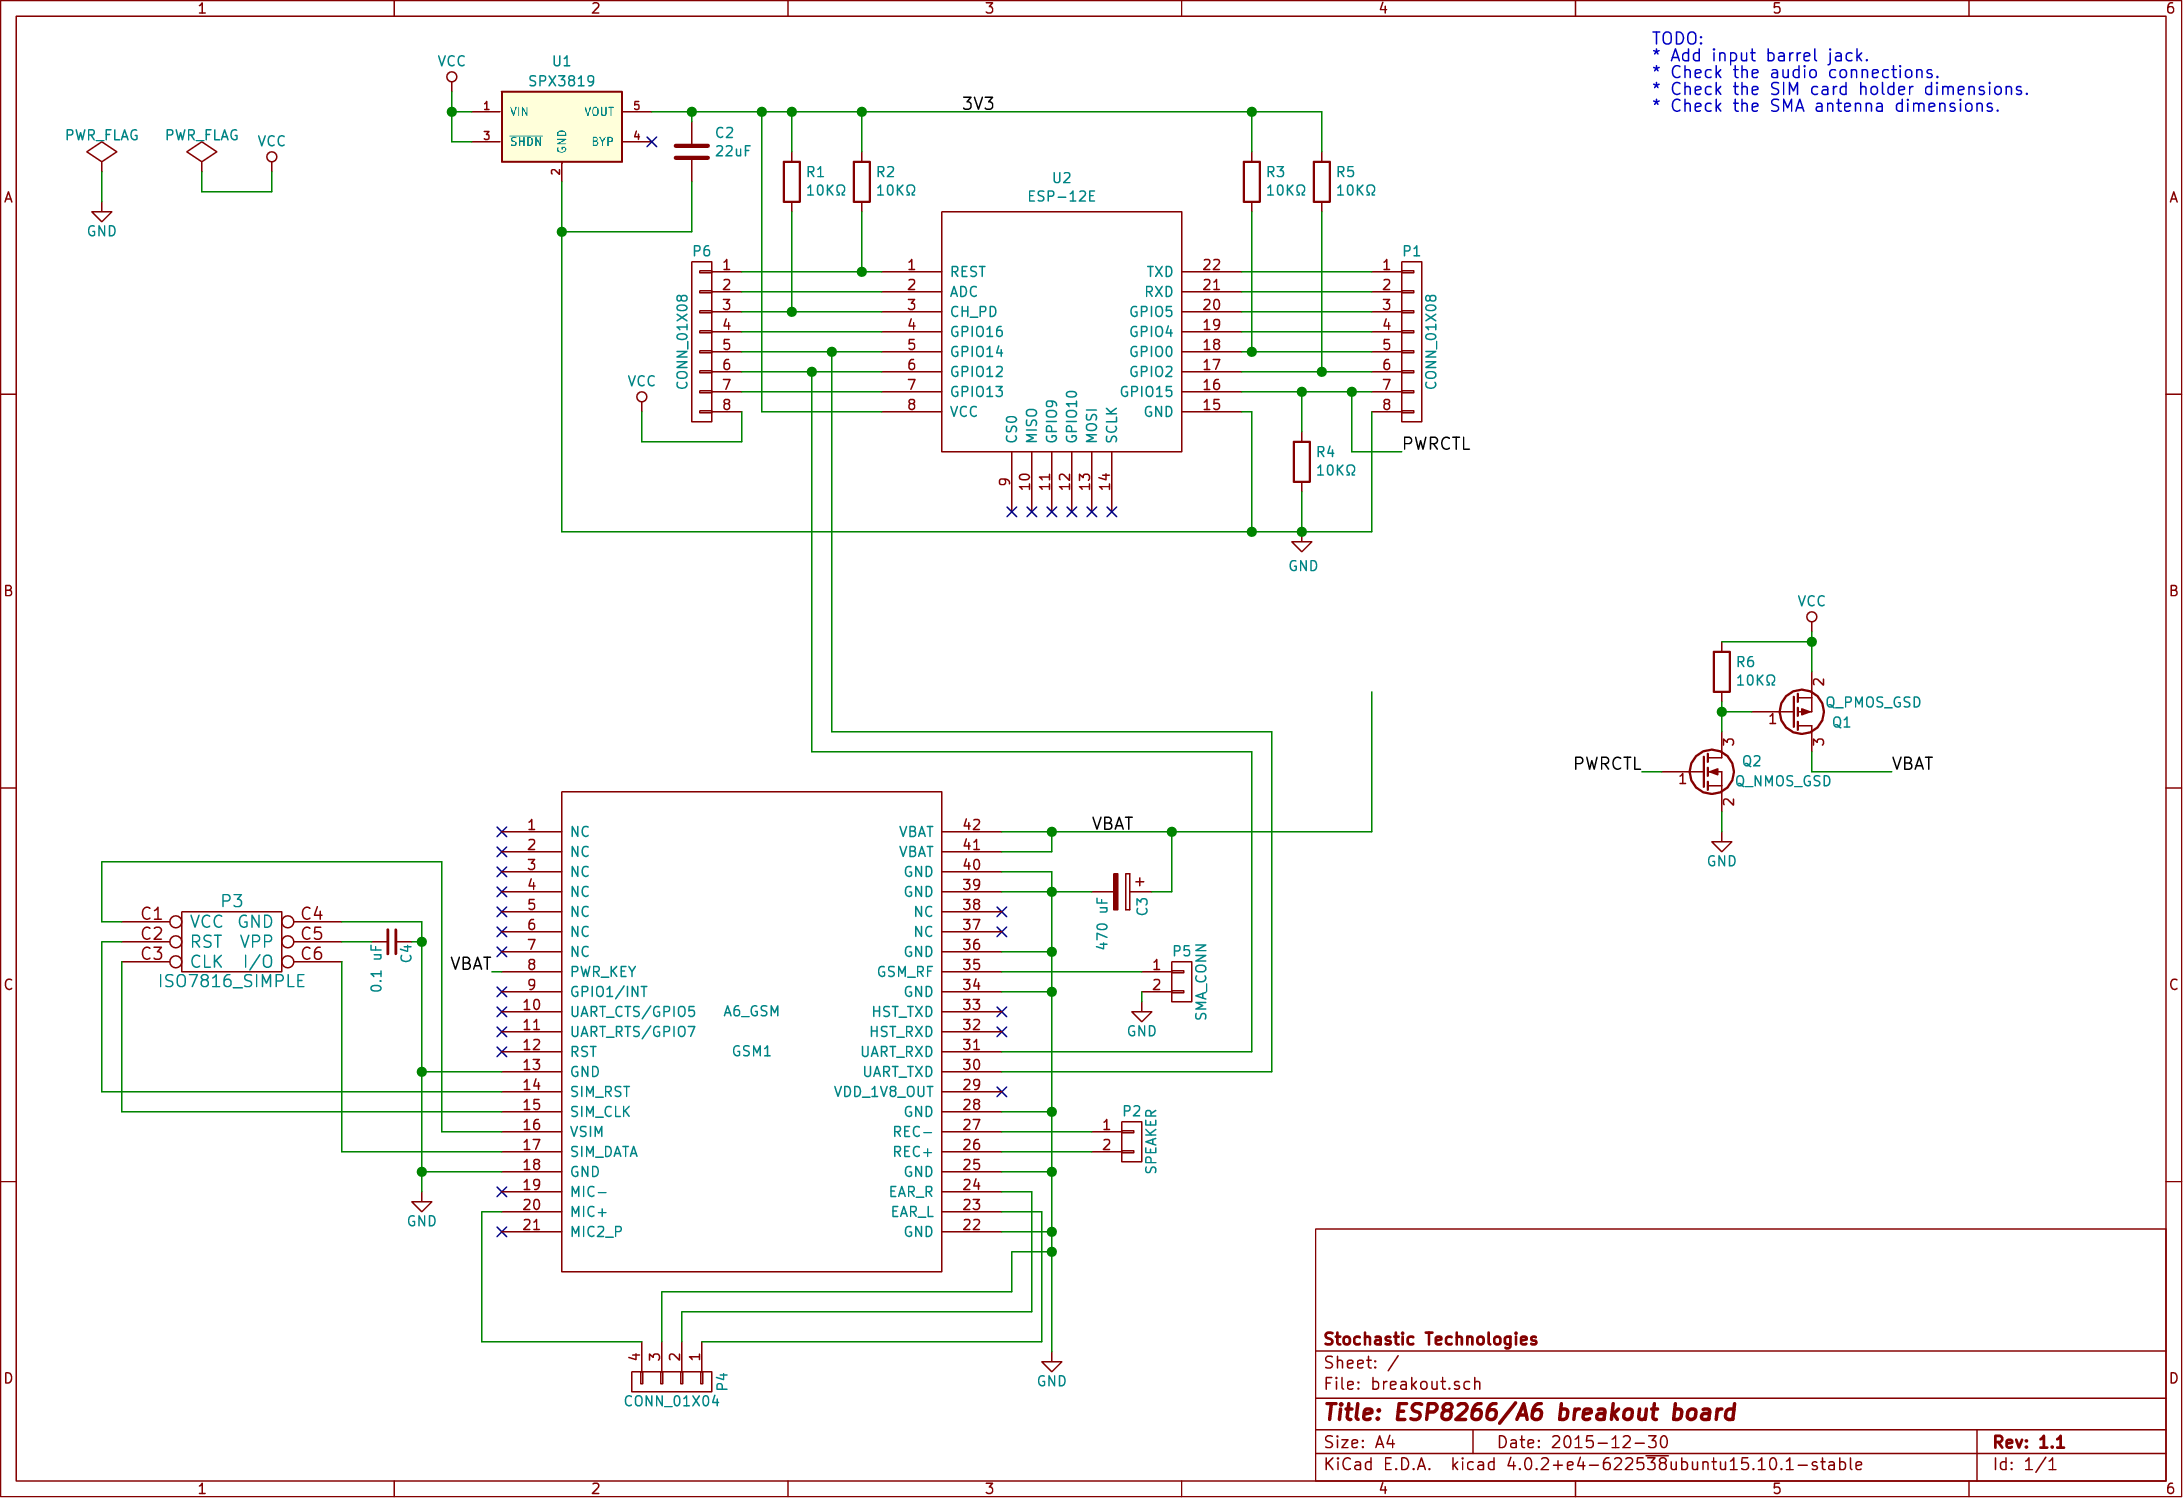 1 2 3 4 5 6
A
B
C
D
A
B
C
D
TODO:
* Add input barrel jack.
* Check the audio connections.
* Check the SIM card holder dimensions.
* Check the SMA antenna dimensions.
PWR_FLAG
GND
PWR_FLAG
VCC
VCC
U1
SPX3819
1 VIN
3 SHDN
GND 2
VOUT 5
BYP 4
C2
22uF
3V3
R1
10KΩ
R2
10KΩ
R3
10KΩ
R5
10KΩ
U2
ESP-12E
P6
CONN_01X08
1
2
3
4
5
6
7
8
VCC
1 REST
2 ADC
3 CH_PD
4 GPIO16
5 GPIO14
6 GPIO12
7 GPIO13
8 VCC
CS0 9
MISO 10
GPIO9 11
GPIO10 12
MOSI 13
SCLK 14
TXD 22
RXD 21
GPIO5 20
GPIO4 19
GPIO0 18
GPIO2 17
GPIO15 16
GND 15
P1
CONN_01X08
1
2
3
4
5
6
7
8
PWRCTL
R4
10KΩ
GND
VCC
R6
10KΩ
Q_PMOS_GSD
Q1
1
2
3
PWRCTL
Q2
Q_NMOS_GSD
1
3
2
VBAT
GND
P3
C1 VCC GND C4
C2 RST VPP C5
C3 CLK I/O C6
ISO7816_SIMPLE
0.1 uF
C4
VBAT
GND
A6_GSM
GSM1
1 NC
2 NC
3 NC
4 NC
5 NC
6 NC
7 NC
8 PWR_KEY
9 GPIO1/INT
10 UART_CTS/GPIO5
11 UART_RTS/GPIO7
12 RST
13 GND
14 SIM_RST
15 SIM_CLK
16 VSIM
17 SIM_DATA
18 GND
19 MIC-
20 MIC+
21 MIC2_P
VBAT 42
VBAT 41
GND 40
GND 39
NC 38
NC 37
GND 36
GSM_RF 35
GND 34
HST_TXD 33
HST_RXD 32
UART_RXD 31
UART_TXD 30
VDD_1V8_OUT 29
GND 28
REC- 27
REC+ 26
GND 25
EAR_R 24
EAR_L 23
GND 22
VBAT
470 uF
+
C3
P5
SMA_CONN
1
2
GND
P2
SPEAKER
1
2
GND
4 3 2 1
P4
CONN_01X04
Stochastic Technologies
Sheet: /
File: breakout.sch
Title: ESP8266/A6 breakout board
Size: A4 Date: 2015-12-30 Rev: 1.1
KiCad E.D.A. kicad 4.0.2+e4-622538ubuntu15.10.1-stable Id: 1/1
1 2 3 4 5 6